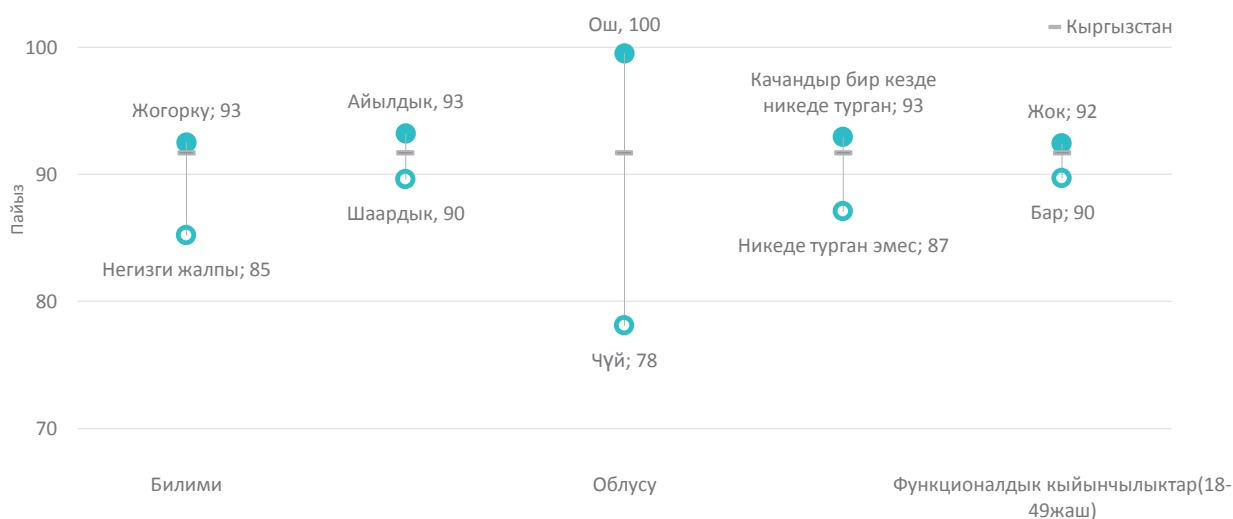 Ош, 100
Кыргызстан
100
Качандыр бир кезде
никеде турган; 93
Айылдык, 93
Жогорку; 93
Жок; 92
90
Пайыз
Шаардык, 90
Бар; 90
Никеде турган эмес; 87
Негизги жалпы; 85
80
Чүй; 78
70
Билими
Облусу
Функционалдык кыйынчылыктар(18-
49жаш)